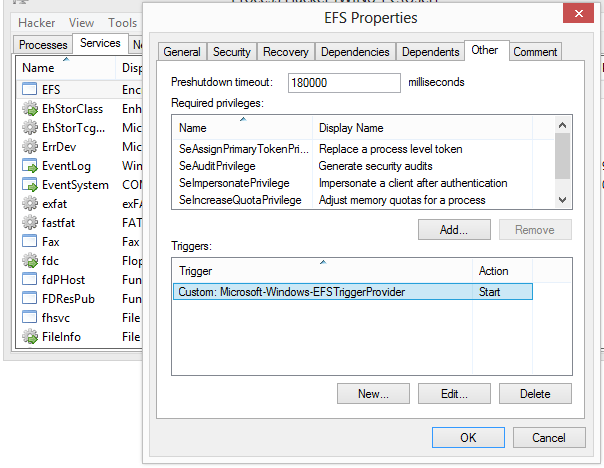 EFS Properties
Hacker View Tools
Processes Services
Name
EFS Enc
EhStorClass Enh
EhStorTcg... Mic
ErrDev Mic
EventLog Win
EventSystem CON
exfat exFA
fastfat FAT
Fax Fax
fdc Flop
fdPHost Fun
FDResPub Fun
fhsvc File
FileInfo File
General Security Recovery Dependencies Dependents Other Comment
Preshutdown timeout: 180000 milliseconds
Required privileges:
Name Display Name
SeAssignPrimaryTokenPri... Replace a process level token
SeAuditPrivilege Generate security audits
SeImpersonatePrivilege Impersonate a client after authentication
SeIncreaseQuotaPrivilege Adjust memory quotas for a process
Add... Remove
Triggers:
Trigger Action
Custom: Microsoft-Windows-EFSTriggerProvider Start
New... Edit... Delete
OK Cancel